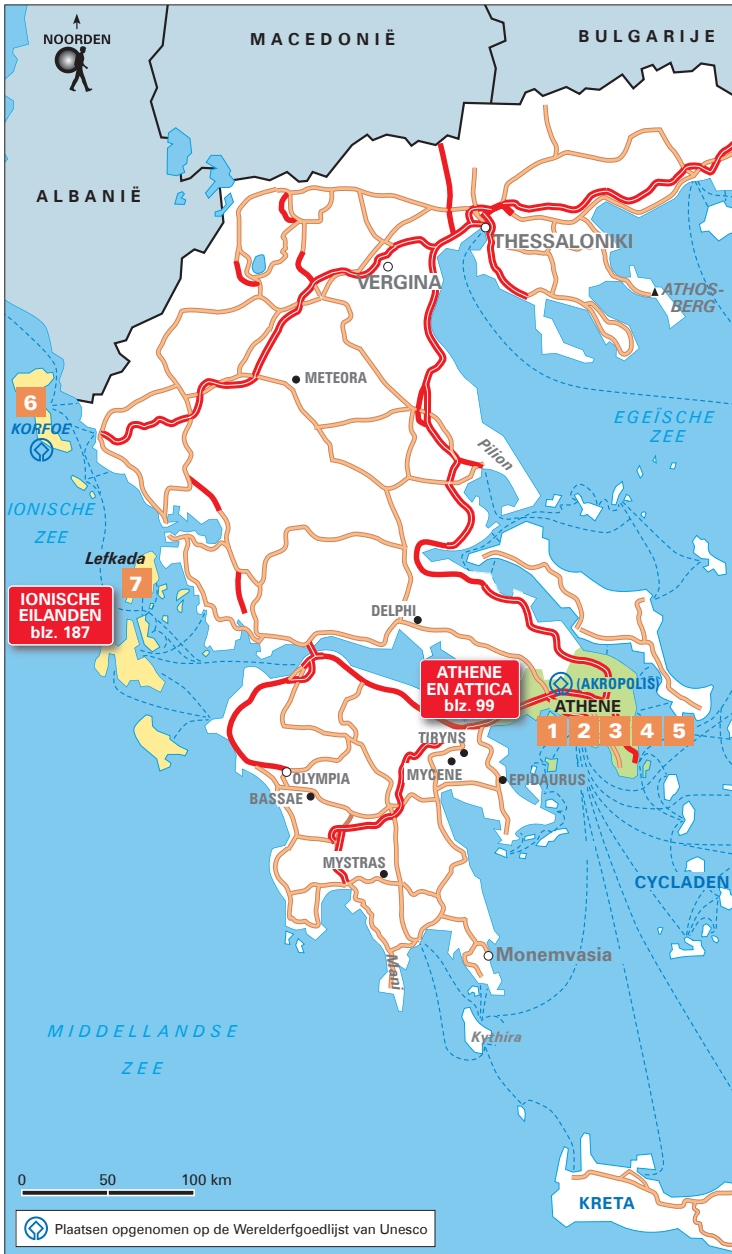 NOORDEN
MACEDONIË
BULGARIJE
ALBANIË
THESSALONIKI
VERGINA
ATHOS-
BERG
METEORA
6
KORFOE
EGEÏSCHE
ZEE
Pilion
IONISCHE
ZEE
Lefkada
7
IONISCHE
EILANDEN
blz. 187
DELPHI
ATHENE
EN ATTICA
blz. 99
(AKROPOLIS)
ATHENE
1 2 3 4 5
TIBYNS
MYCENE
OLYMPIA
EPIDAURUS
BASSAE
MYSTRAS
CYCLADEN
Monemvasia
Mani
MIDDELLANDSE
ZEE
Kythira
0 50 100 km
KRETA
Plaatsen opgenomen op de Werelderfgoedlijst van Unesco